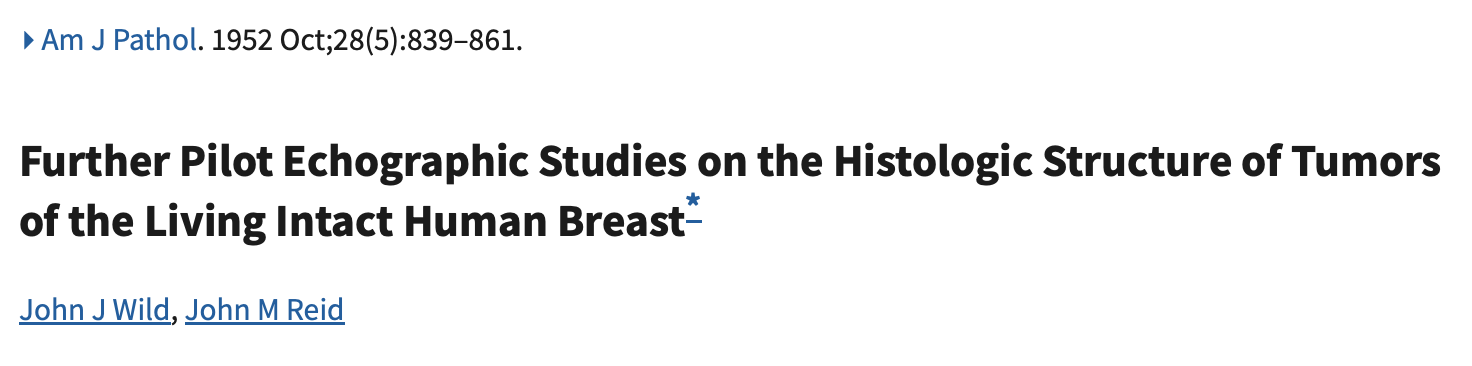 Am J Pathol. 1952 Oct;28(5):839–861.
Further Pilot Echographic Studies on the Histologic Structure of Tumors
of the Living Intact Human Breast*
John J Wild, John M Reid